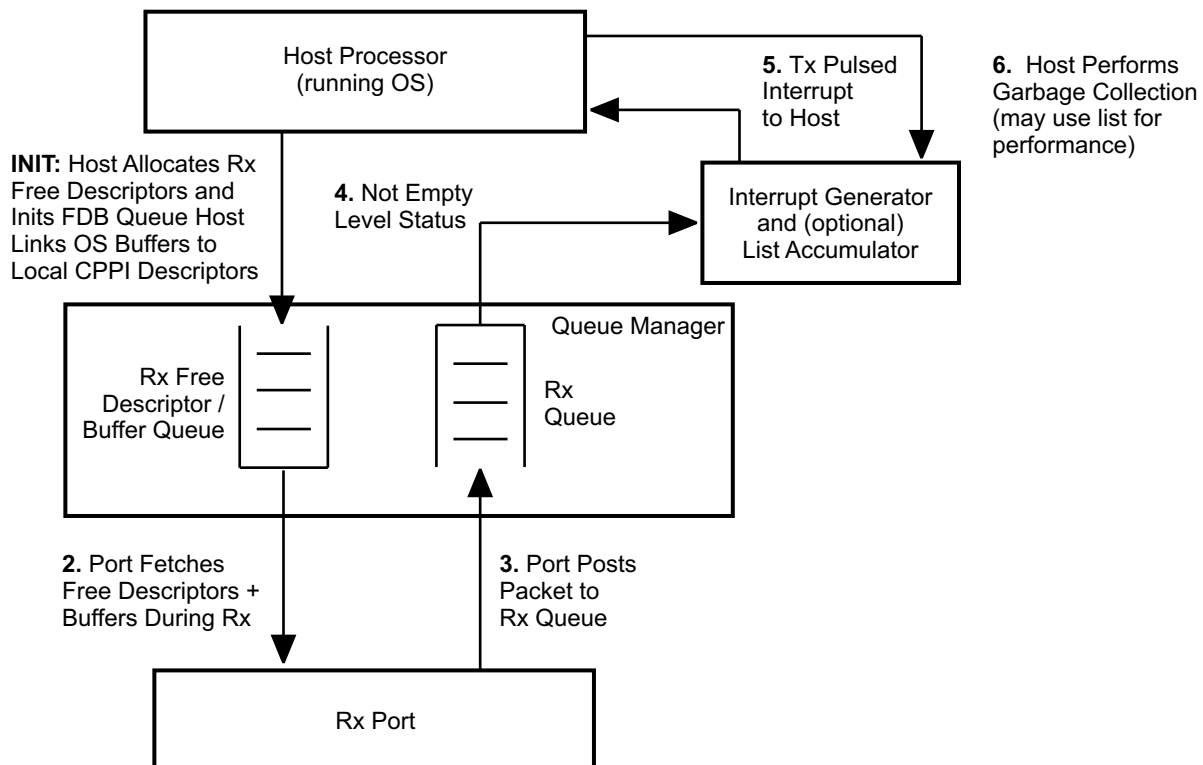 Host Processor
(running OS)
5. Tx Pulsed
Interrupt
to Host
6. Host Performs
Garbage Collection
(may use list for
performance)
INIT: Host Allocates Rx
Free Descriptors and
Inits FDB Queue Host
Links OS Buffers to
Local CPPI Descriptors
4. Not Empty
Level Status
Interrupt Generator
and (optional)
List Accumulator
Queue Manager
Rx Free
Descriptor /
Buffer Queue
Rx
Queue
2. Port Fetches
Free Descriptors +
Buffers During Rx
3. Port Posts
Packet to
Rx Queue
Rx Port